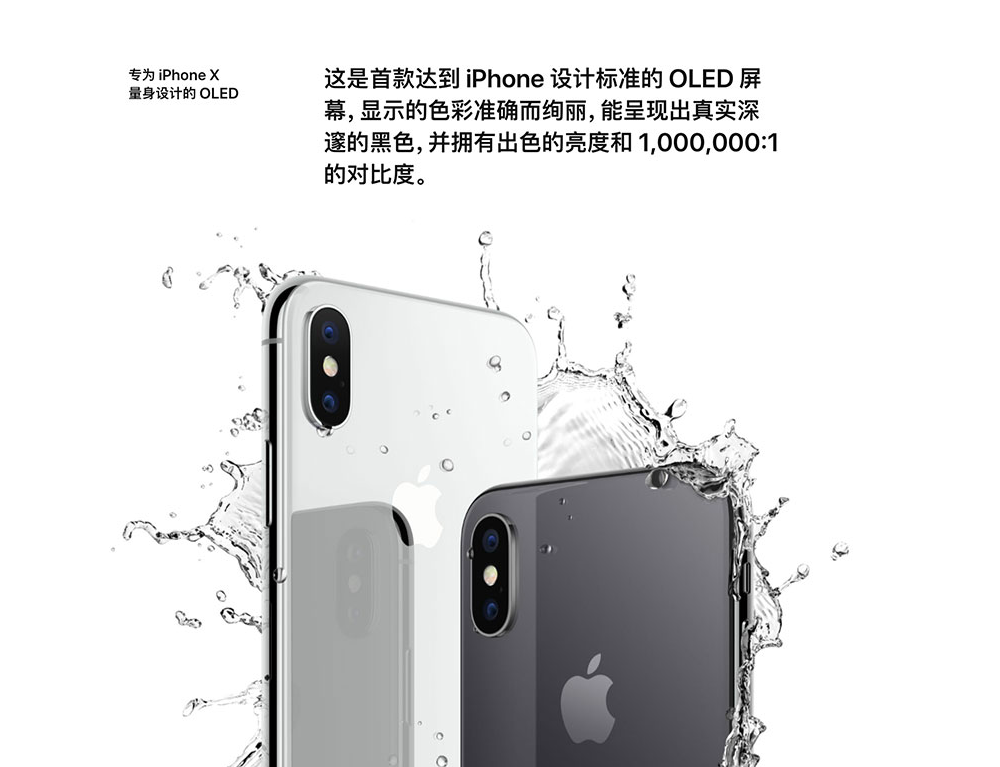 专为 iPhone X
量身设计的 OLED
这是首款达到 iPhone 设计标准的 OLED 屏
幕，显示的色彩准确而绚丽，能呈现出真实深
邃的黑色，并拥有出色的亮度和 1,000,000:1
的对比度。